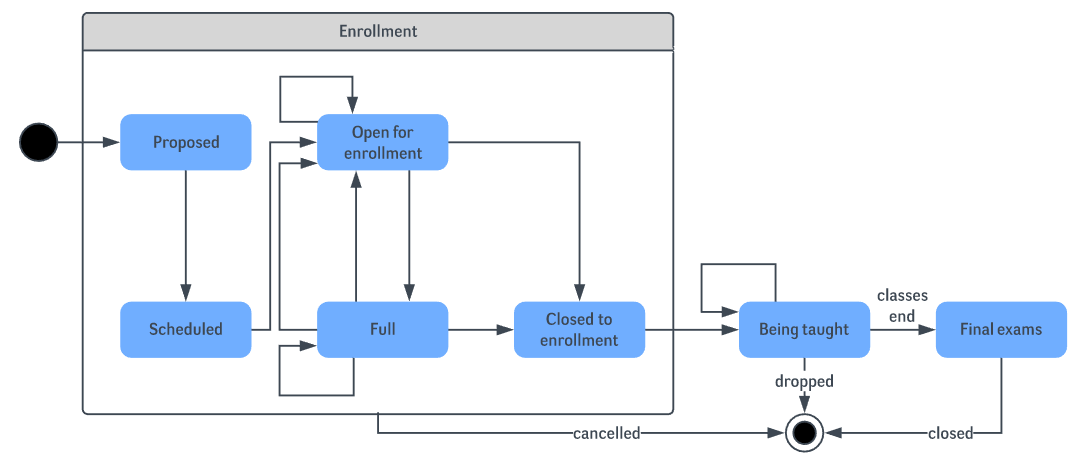 Enrollment
Proposed
Open for
enrollment
Scheduled
Full
Closed to
enrollment
Being taught
classes
end
Final exams
dropped
cancelled
closed